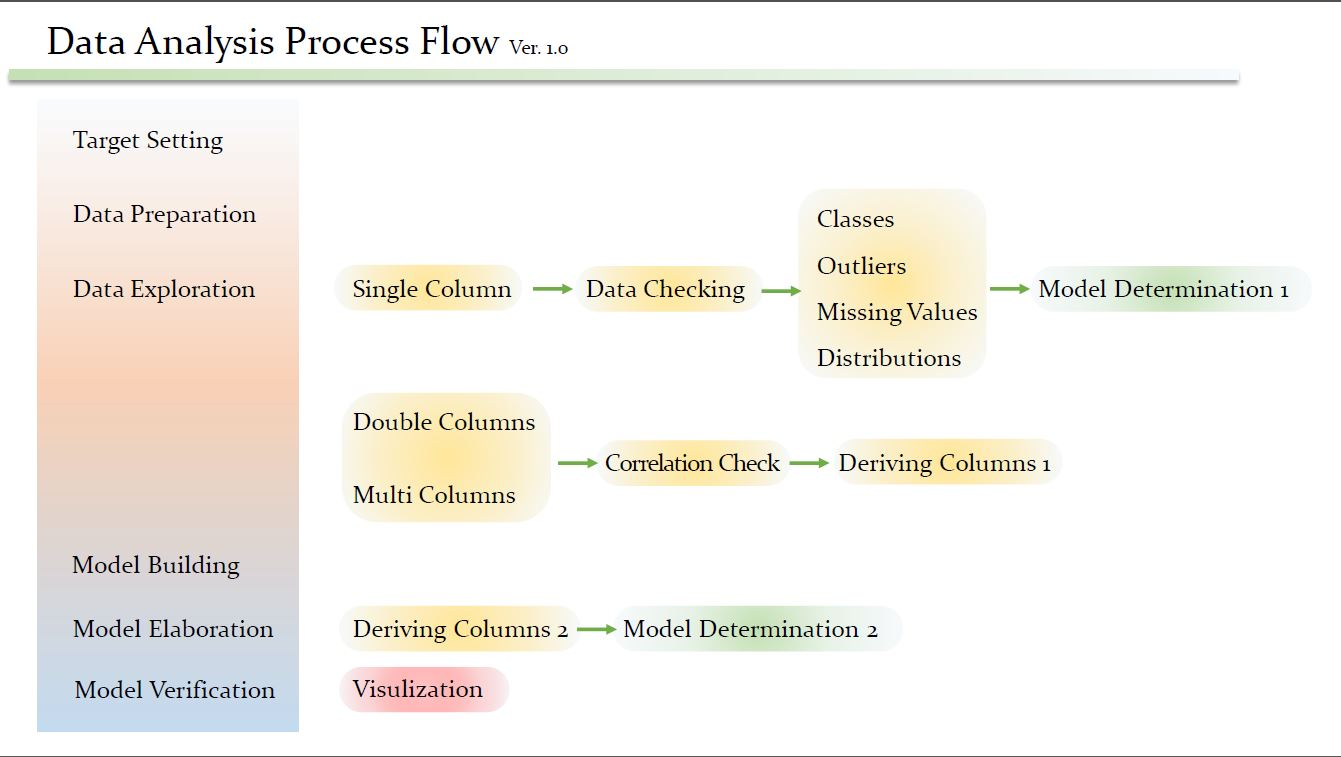 Data Analysis Process Flow Ver. 1.0
Target Setting
Data Preparation
Data Exploration
Single Column
Data Checking
Classes
Outliers
Missing Values
Distributions
Model Determination 1
Double Columns
Multi Columns
Correlation Check
Deriving Columns 1
Model Building
Model Elaboration
Deriving Columns 2
Model Determination 2
Model Verification
Visulization